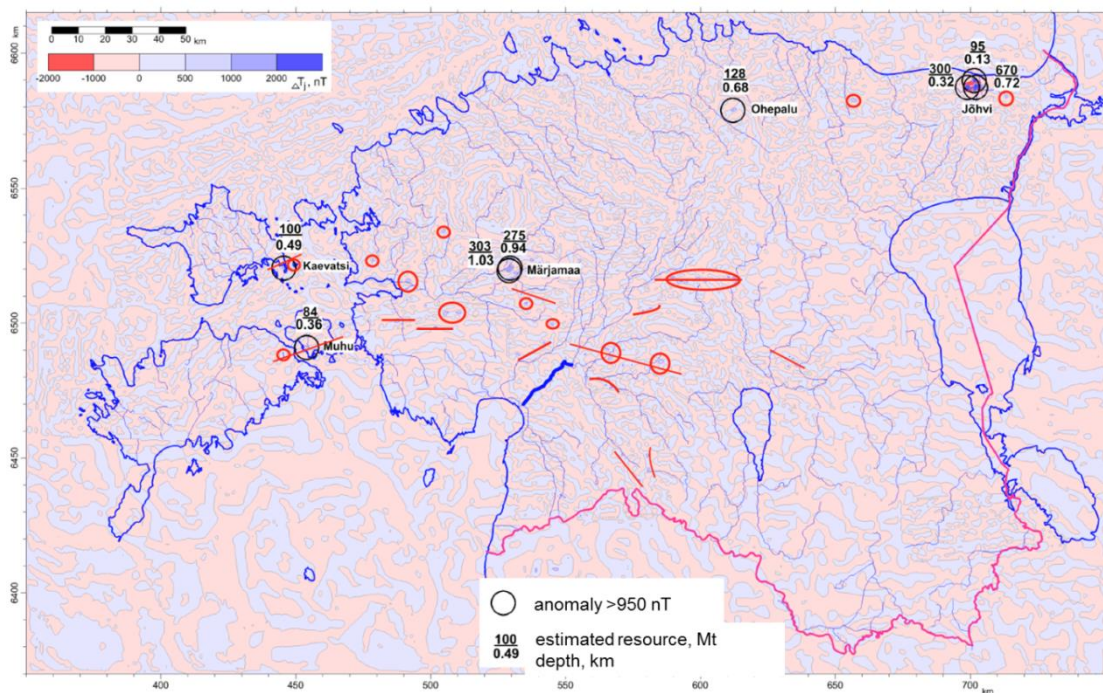 6600
0 10 20 30 40 50 km
-2000 -1000 0 500 1000 2000
△Tj, nT
95
0.13
300
0.32
670
0.72
Jõhvi
128
0.68
Ohepalu
6550
100
0.49
Kaevatsi
303
1.03
275
0.94
Märjamaa
6500
84
0.36
Muhu
6450
6400
anomaly >950 nT
100
0.49
estimated resource, Mt
depth, km
400 450 500 550 600 650 700 km